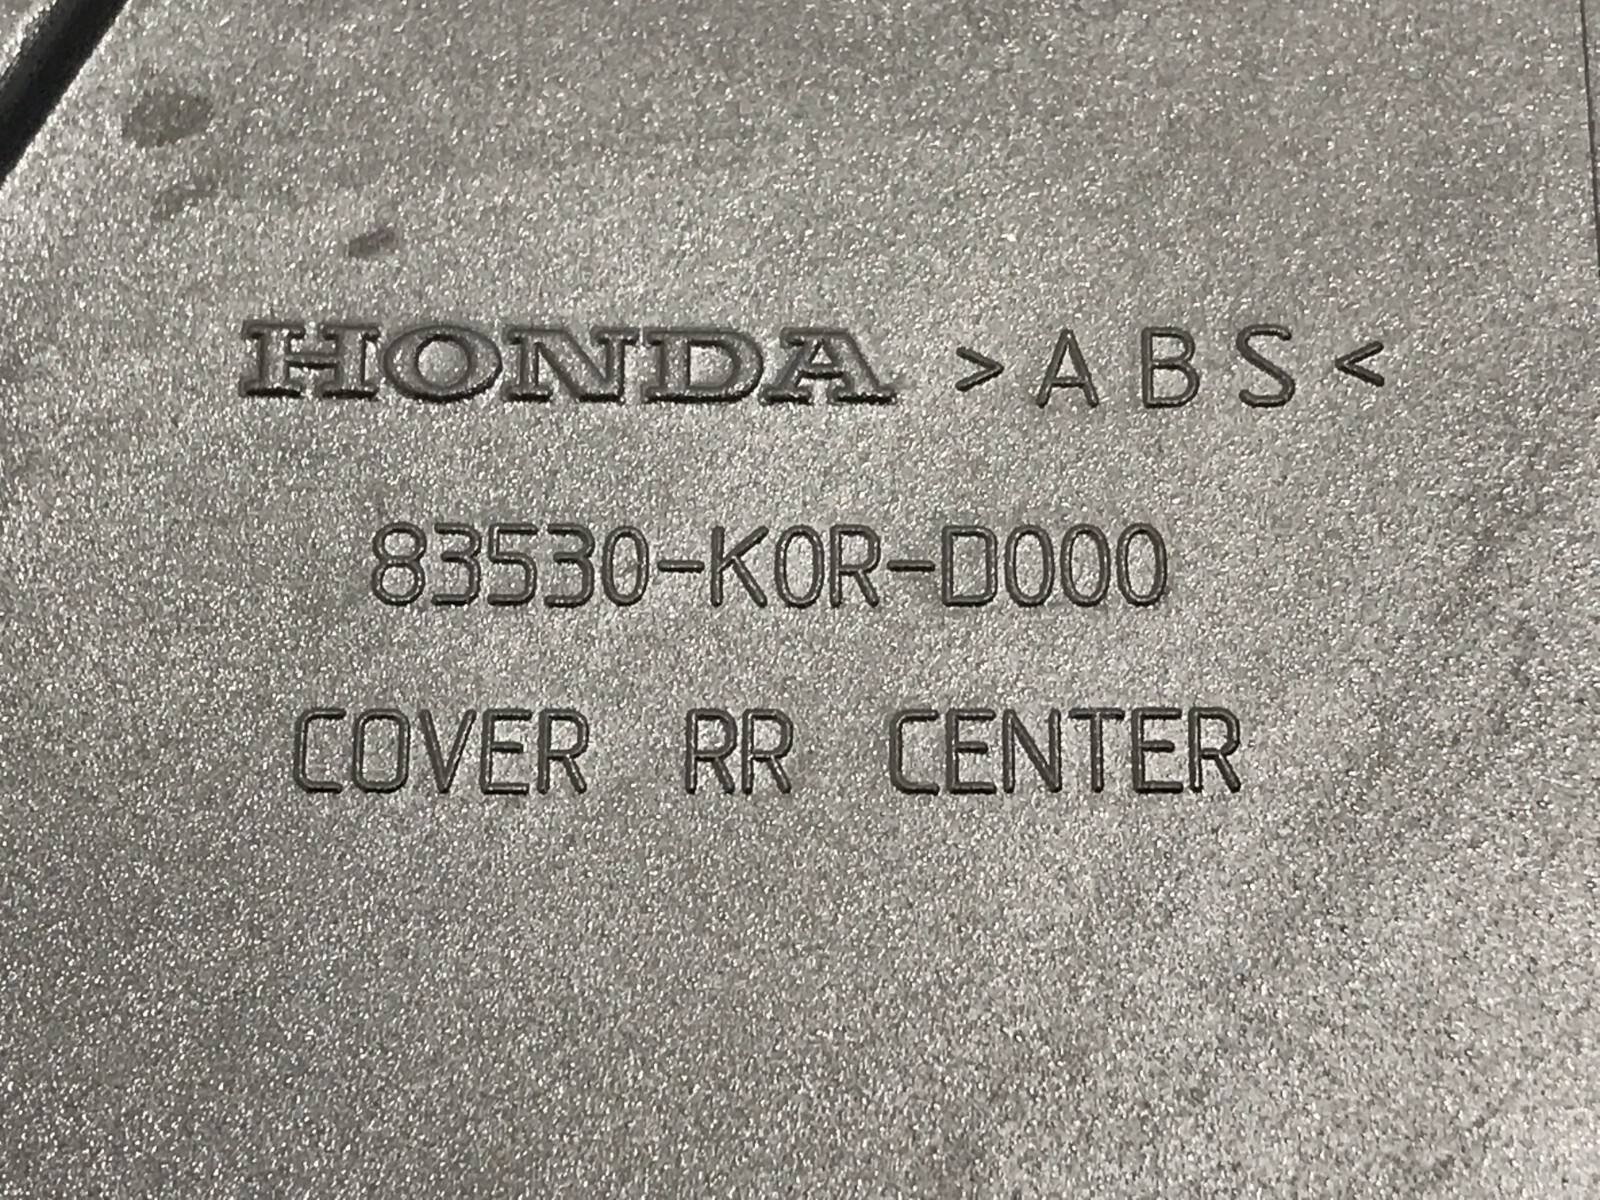 HONDA >ABS<
83530-K0R-D000
COVER RR CENTER